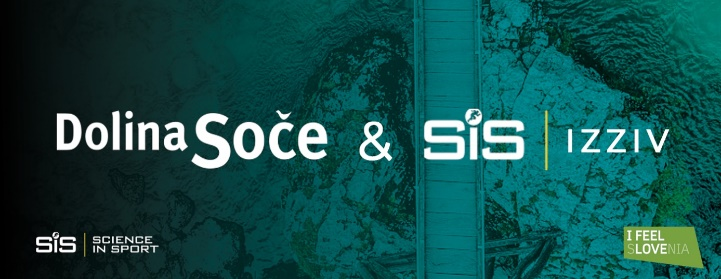 Dolina Soče & SiS | IZZIV
SiS | SCIENCE
IN SPORT
I FEEL
SLOVENIA